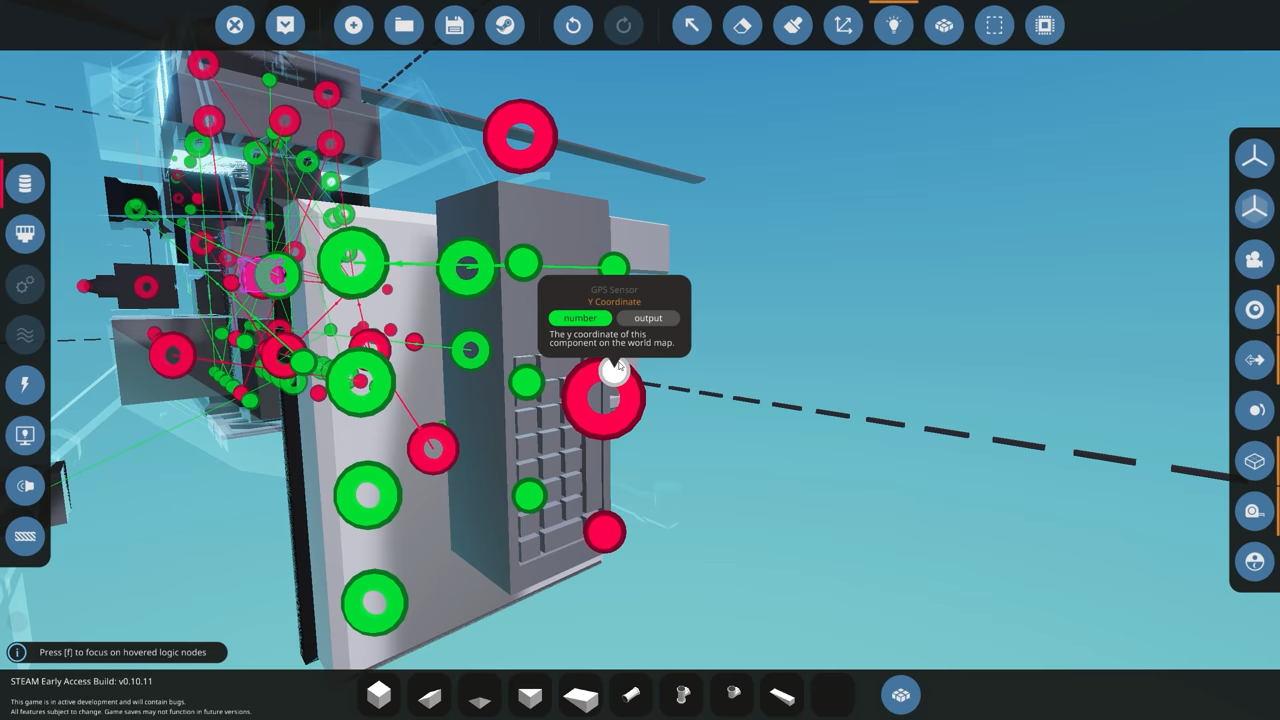 GPS Sensor
Y Coordinate
number output
The y coordinate of this
component on the world map.
Press [f] to focus on hovered logic nodes
STEAM Early Access Build: v0.10.11
This game is in active development and will contain bugs.
All features subject to change. Game saves may not function in future versions.